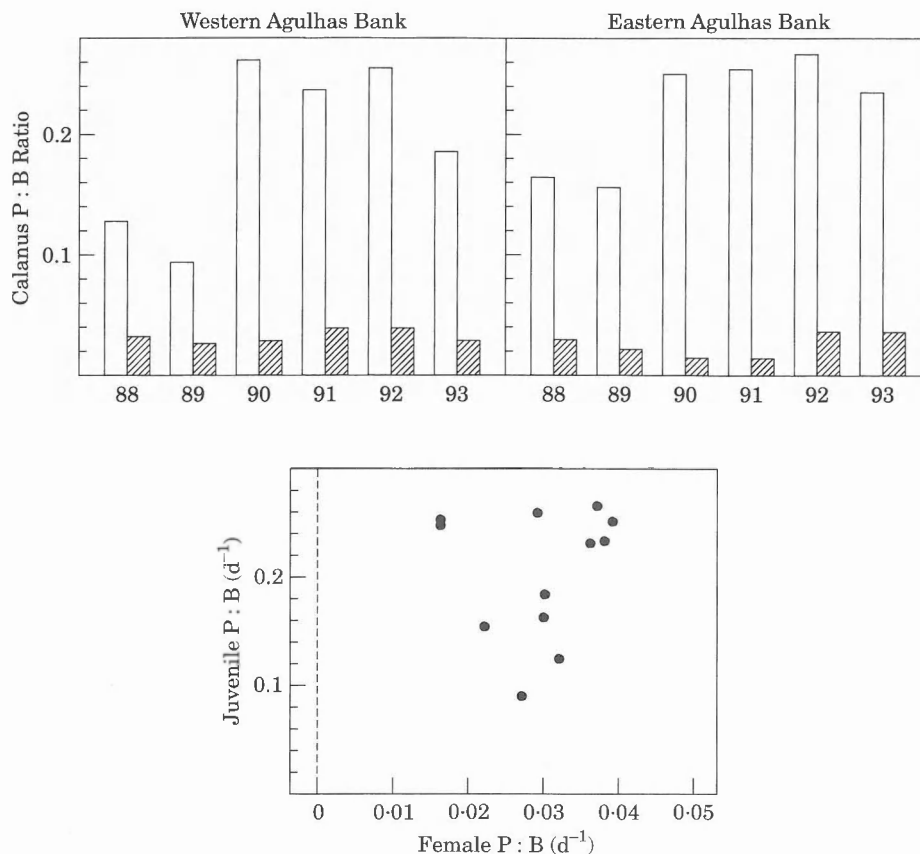 Western Agulhas Bank Eastern Agulhas Bank
Calanus P : B Ratio
0.2
0.1
88 89 90 91 92 93 88 89 90 91 92 93
Juvenile P : B (d⁻¹)
0.2
0.1
0 0·01 0·02 0·03 0·04 0·05
Female P : B (d⁻¹)